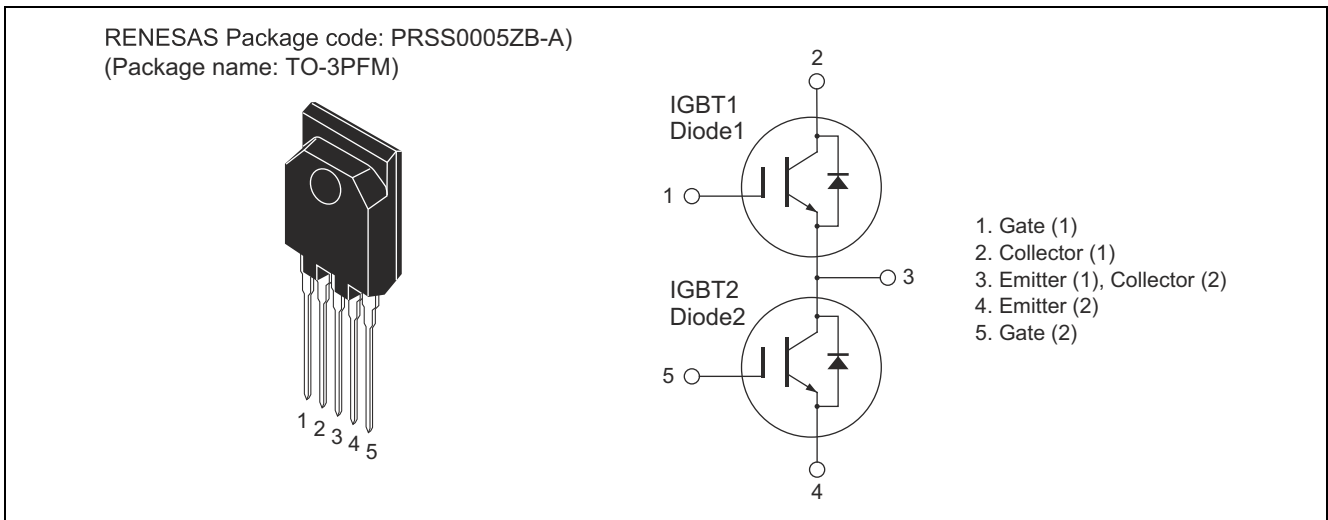 RENESAS Package code: PRSS0005ZB-A)
(Package name: TO-3PFM)
1
2
3
4
5
2
IGBT1
Diode1
1
3
IGBT2
Diode2
5
4
1. Gate (1)
2. Collector (1)
3. Emitter (1), Collector (2)
4. Emitter (2)
5. Gate (2)